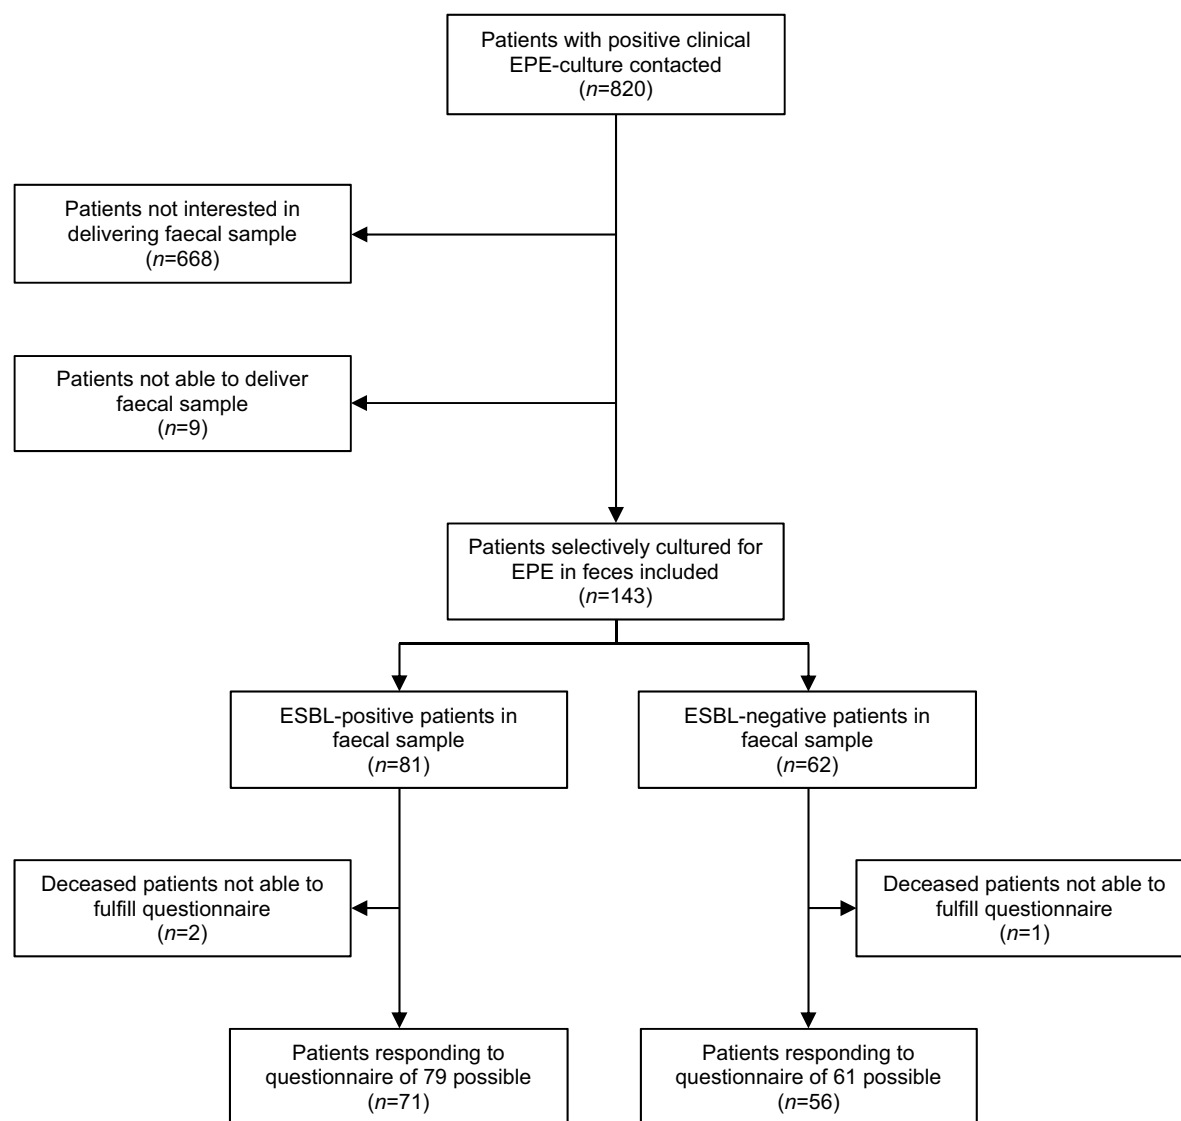 Patients with positive clinical
EPE-culture contacted
(n=820)
Patients not interested in
delivering faecal sample
(n=668)
Patients not able to deliver
faecal sample
(n=9)
Patients selectively cultured for
EPE in feces included
(n=143)
ESBL-positive patients in
faecal sample
(n=81)
ESBL-negative patients in
faecal sample
(n=62)
Deceased patients not able to
fulfill questionnaire
(n=2)
Deceased patients not able to
fulfill questionnaire
(n=1)
Patients responding to
questionnaire of 79 possible
(n=71)
Patients responding to
questionnaire of 61 possible
(n=56)